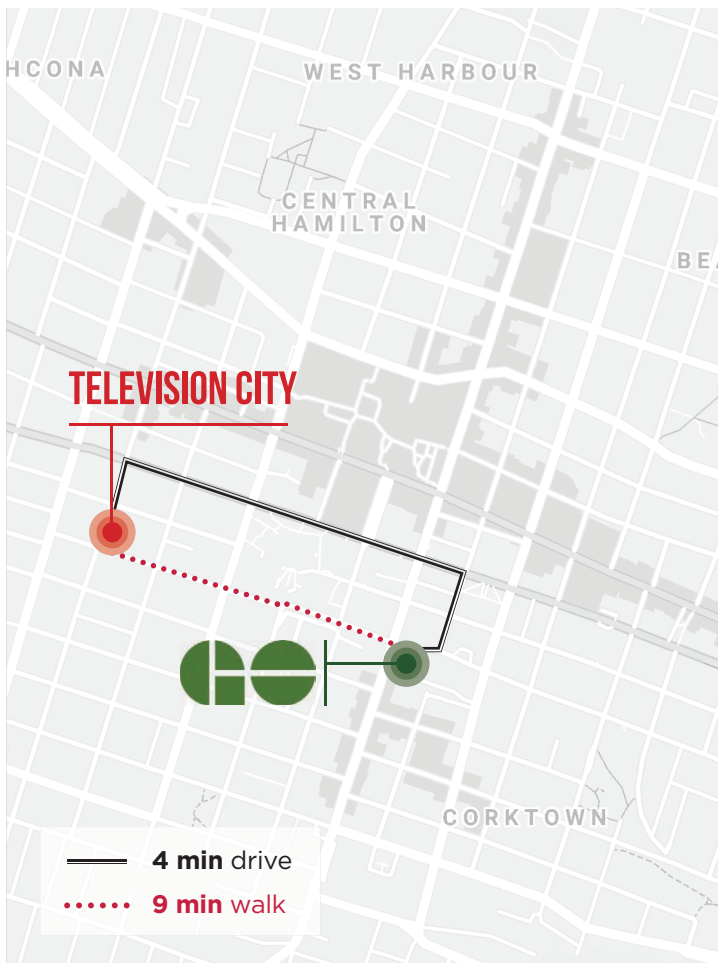 HCONA
WEST HARBOUR
CENTRAL
HAMILTON
BEA
TELEVISION CITY
GO
CORKTOWN
4 min drive
9 min walk